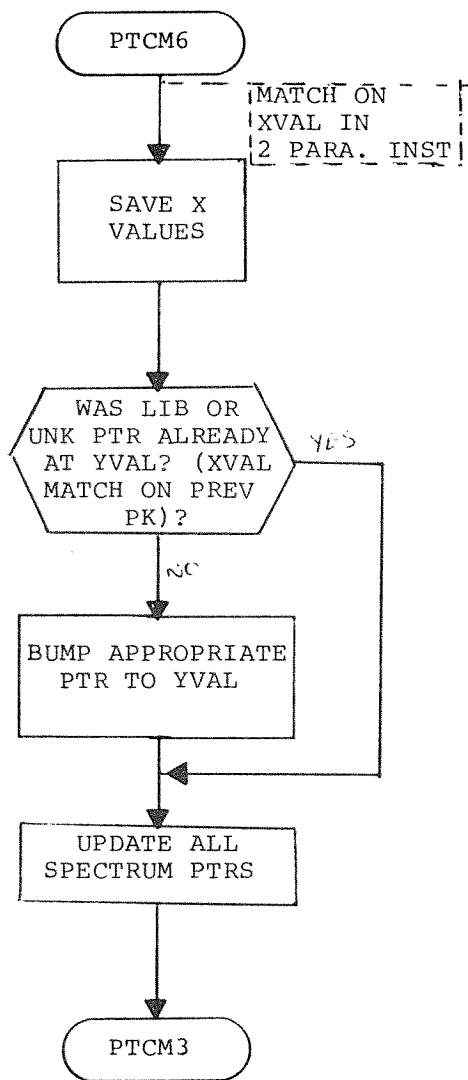 PTCM6
MATCH ON
XVAL IN
2 PARA. INST
SAVE X
VALUES
WAS LIB OR
UNK PTR ALREADY
AT YVAL? (XVAL
MATCH ON PREV
PK)?
YES
NO
BUMP APPROPRIATE
PTR TO YVAL
UPDATE ALL
SPECTRUM PTRS
PTCM3